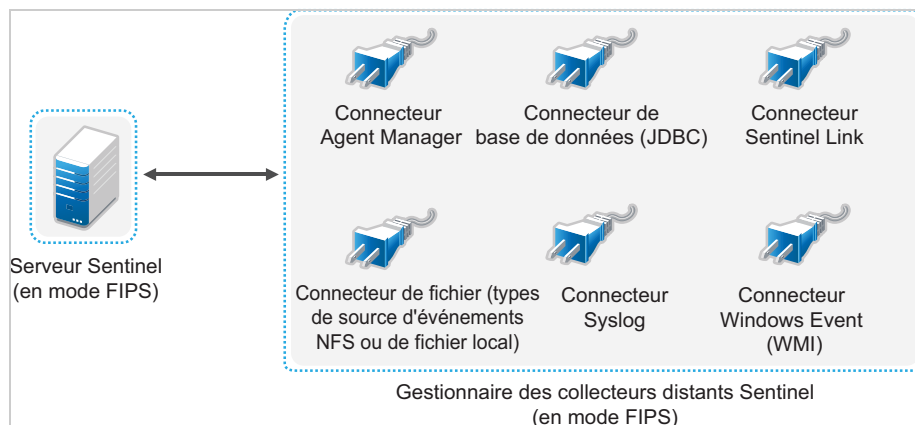 Connecteur
Agent Manager
Connecteur de
base de données (JDBC)
Connecteur
Sentinel Link
Serveur Sentinel
(en mode FIPS)
Connecteur de fichier (types
de source d'événements
NFS ou de fichier local)
Connecteur
Syslog
Connecteur
Windows Event
(WMI)
Gestionnaire des collecteurs distants Sentinel
(en mode FIPS)